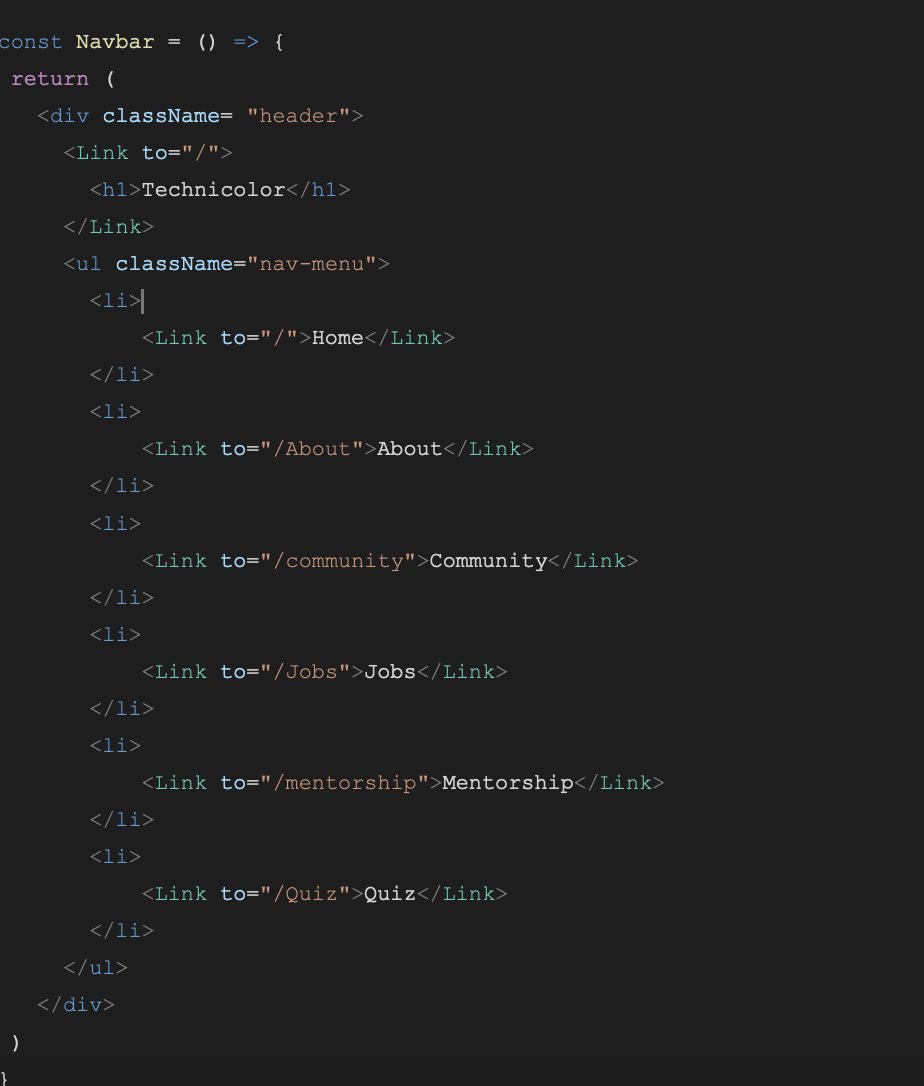 const Navbar = () => {
return (
<div className= "header">
<Link to="/">
<h1>Technicolor</h1>
</Link>
<ul className="nav-menu">
<li>
<Link to="/">Home</Link>
</li>
<li>
<Link to="/About">About</Link>
</li>
<li>
<Link to="/community">Community</Link>
</li>
<li>
<Link to="/Jobs">Jobs</Link>
</li>
<li>
<Link to="/mentorship">Mentorship</Link>
</li>
<li>
<Link to="/Quiz">Quiz</Link>
</li>
</ul>
</div>
)
}